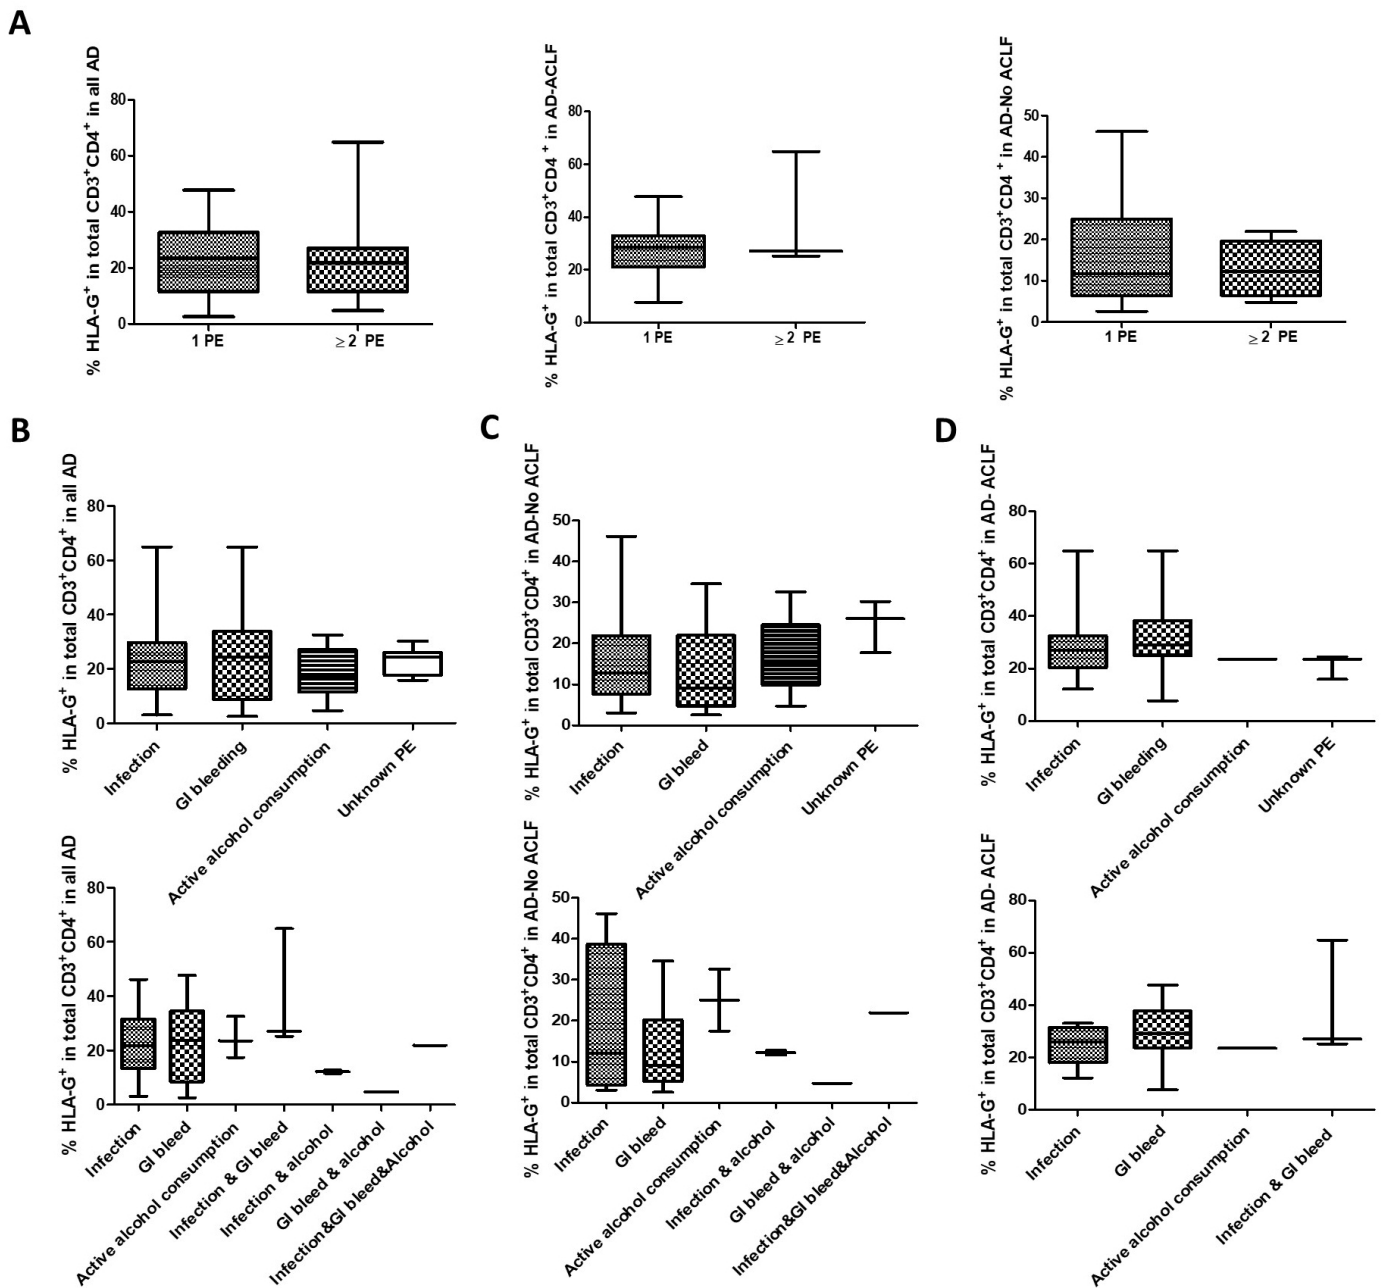 A
% HLA-G+ in total CD3+CD4+ in all AD
80
60
40
20
0
1 PE
≥ 2 PE
% HLA-G+ in total CD3+CD4 + in AD-ACLF
80
60
40
20
0
1 PE
≥ 2 PE
% HLA-G+ in total CD3+CD4 + in AD-No ACLF
50
40
30
20
10
0
1 PE
≥ 2 PE
B
% HLA-G+ in total CD3+CD4+ in all AD
80
60
40
20
0
Infection
GI bleeding
Active alcohol consumption
Unknown PE
% HLA-G+ in total CD3+CD4+ in all AD
80
60
40
20
0
Infection
GI bleed
Active alcohol consumption
Infection & GI bleed
Infection & alcohol
GI bleed & alcohol
Infection&GI bleed&Alcohol
C
% HLA-G+ in total CD3+CD4+ in AD-No ACLF
50
40
30
20
10
0
Infection
GI bleed
Active alcohol consumption
Unknown PE
% HLA-G+ in total CD3+CD4+ in AD-No ACLF
50
40
30
20
10
0
Infection
GI bleed
Active alcohol consumption
Infection & alcohol
GI bleed & alcohol
Infection&GI bleed&Alcohol
D
% HLA-G+ in total CD3+CD4+ in AD- ACLF
80
60
40
20
0
Infection
GI bleeding
Active alcohol consumption
Unknown PE
% HLA-G+ in total CD3+CD4+ in AD- ACLF
80
60
40
20
0
Infection
GI bleed
Active alcohol consumption
Infection & GI bleed